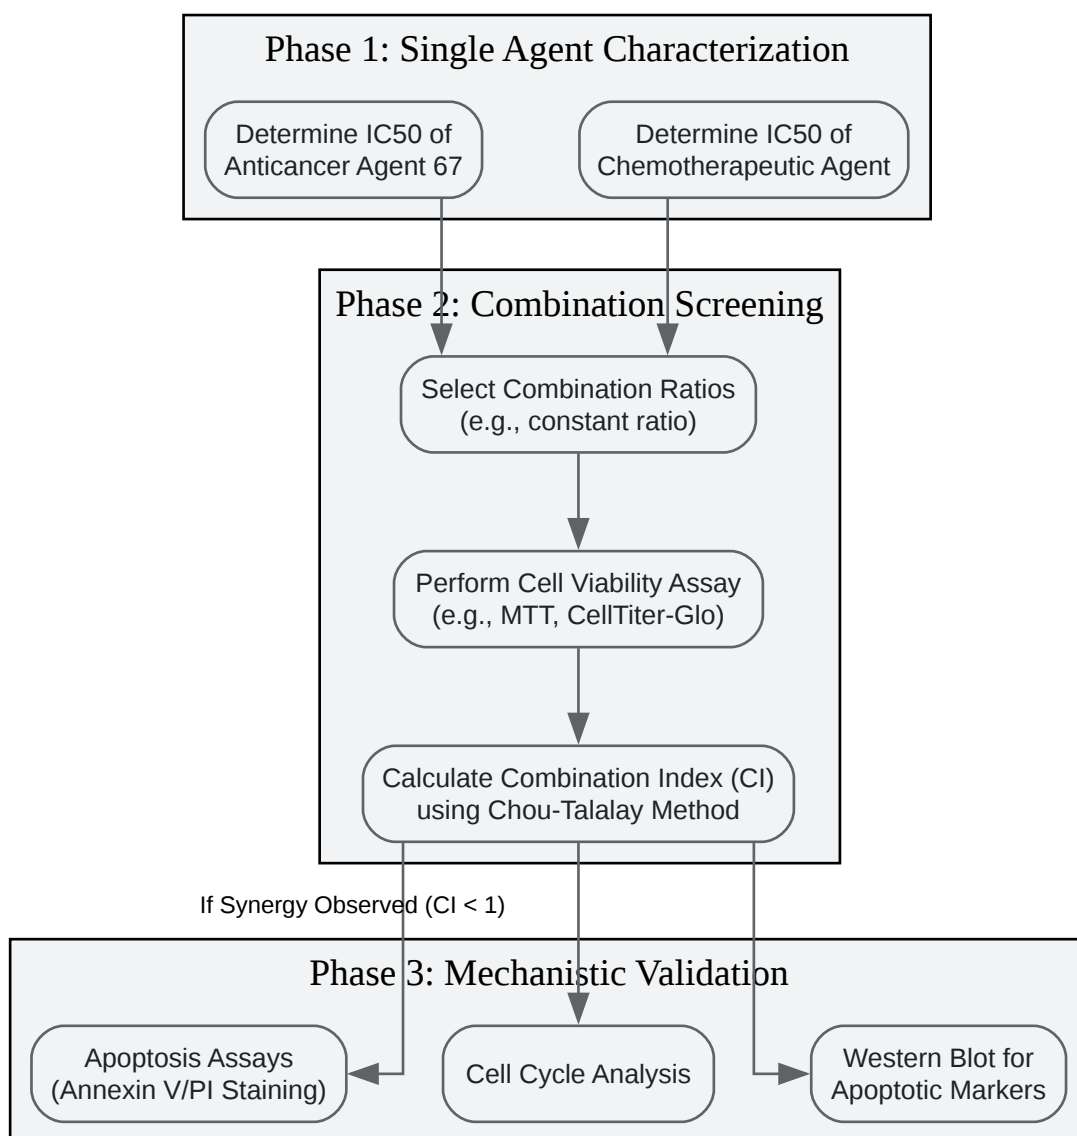 Phase 1: Single Agent Characterization
Determine IC50 of
Anticancer Agent 67
Determine IC50 of
Chemotherapeutic Agent
Phase 2: Combination Screening
Select Combination Ratios
(e.g., constant ratio)
Perform Cell Viability Assay
(e.g., MTT, CellTiter-Glo)
Calculate Combination Index (CI)
using Chou-Talalay Method
If Synergy Observed (CI < 1)
Phase 3: Mechanistic Validation
Apoptosis Assays
(Annexin V/PI Staining)
Cell Cycle Analysis
Western Blot for
Apoptotic Markers